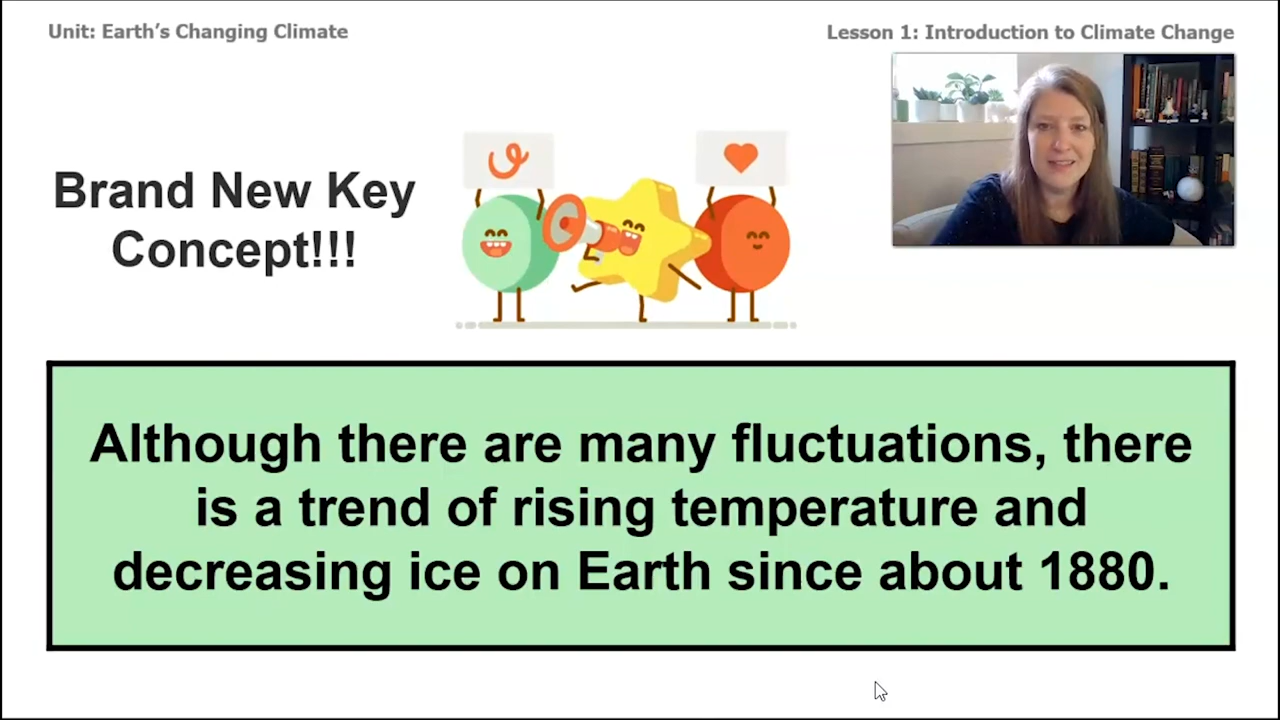 Unit: Earth's Changing Climate
Lesson 1: Introduction to Climate Change
Brand New Key
Concept!!!
Although there are many fluctuations, there
is a trend of rising temperature and
decreasing ice on Earth since about 1880.